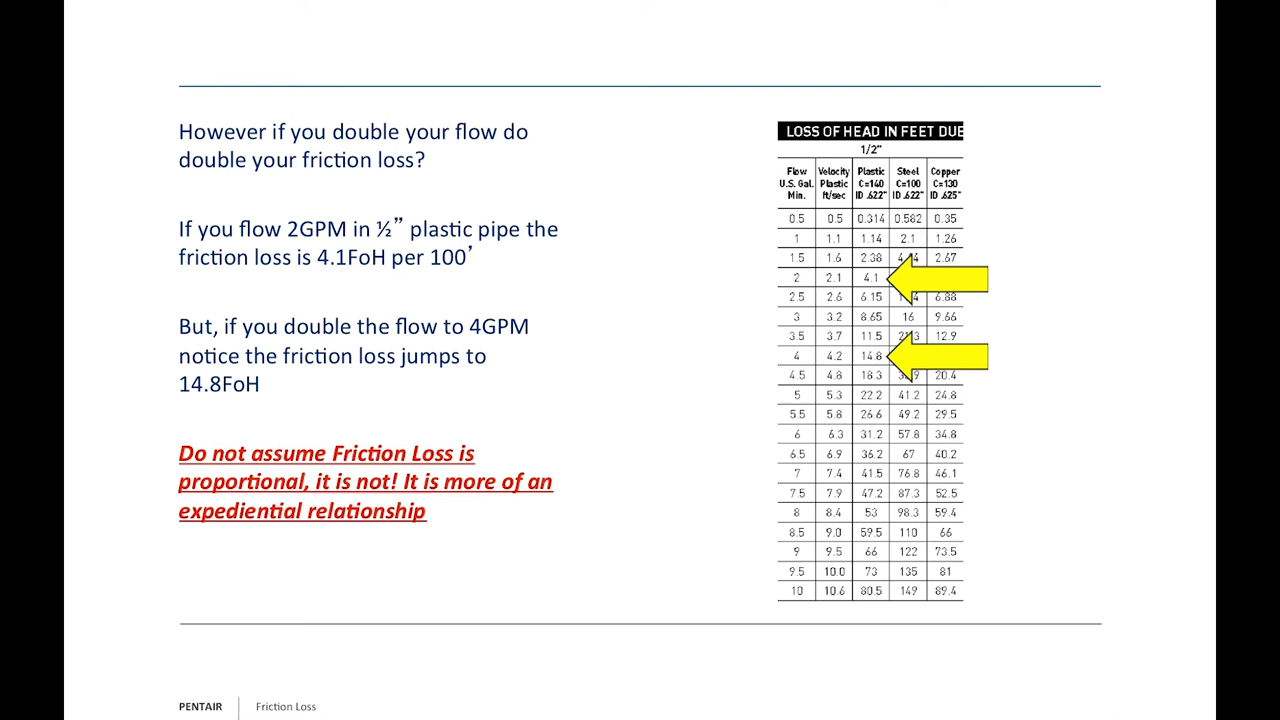 However if you double your flow do
double your friction loss?
If you flow 2GPM in ½” plastic pipe the
friction loss is 4.1FoH per 100’
But, if you double the flow to 4GPM
notice the friction loss jumps to
14.8FoH
Do not assume Friction Loss is
proportional, it is not! It is more of an
expediential relationship
LOSS OF HEAD IN FEET DUE
1/2"
Flow Velocity Plastic Steel Copper
U.S. Gal. Plastic C=140 C=100 C=130
Min. ft/sec ID .622" ID .622" ID .625"
0.5 0.5 0.314 0.582 0.35
1 1.1 1.14 2.1 1.26
1.5 1.6 2.38 2.67
2 2.1 4.1
2.5 2.6 6.15 6.88
3 3.2 8.65 16 9.66
3.5 3.7 11.5 12.9
4 4.2 14.8
4.5 4.8 18.3 20.4
5 5.3 22.2 41.2 24.8
5.5 5.8 26.6 49.2 29.5
6 6.3 31.2 57.8 34.8
6.5 6.9 36.2 67 40.2
7 7.4 41.5 76.8 46.1
7.5 7.9 47.2 87.3 52.5
8 8.4 53 98.3 59.4
8.5 9.0 59.5 110 66
9 9.5 66 122 73.5
9.5 10.0 73 135 81
10 10.6 80.5 149 89.4
PENTAIR Friction Loss